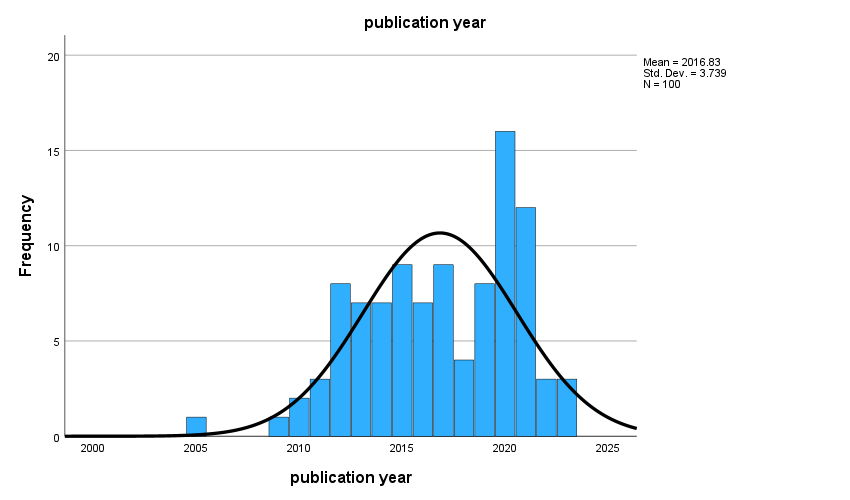 publication year
Mean = 2016.83
Std. Dev. = 3.739
N = 100
Frequency
20
15
10
5
0
2000 2005 2010 2015 2020 2025
publication year